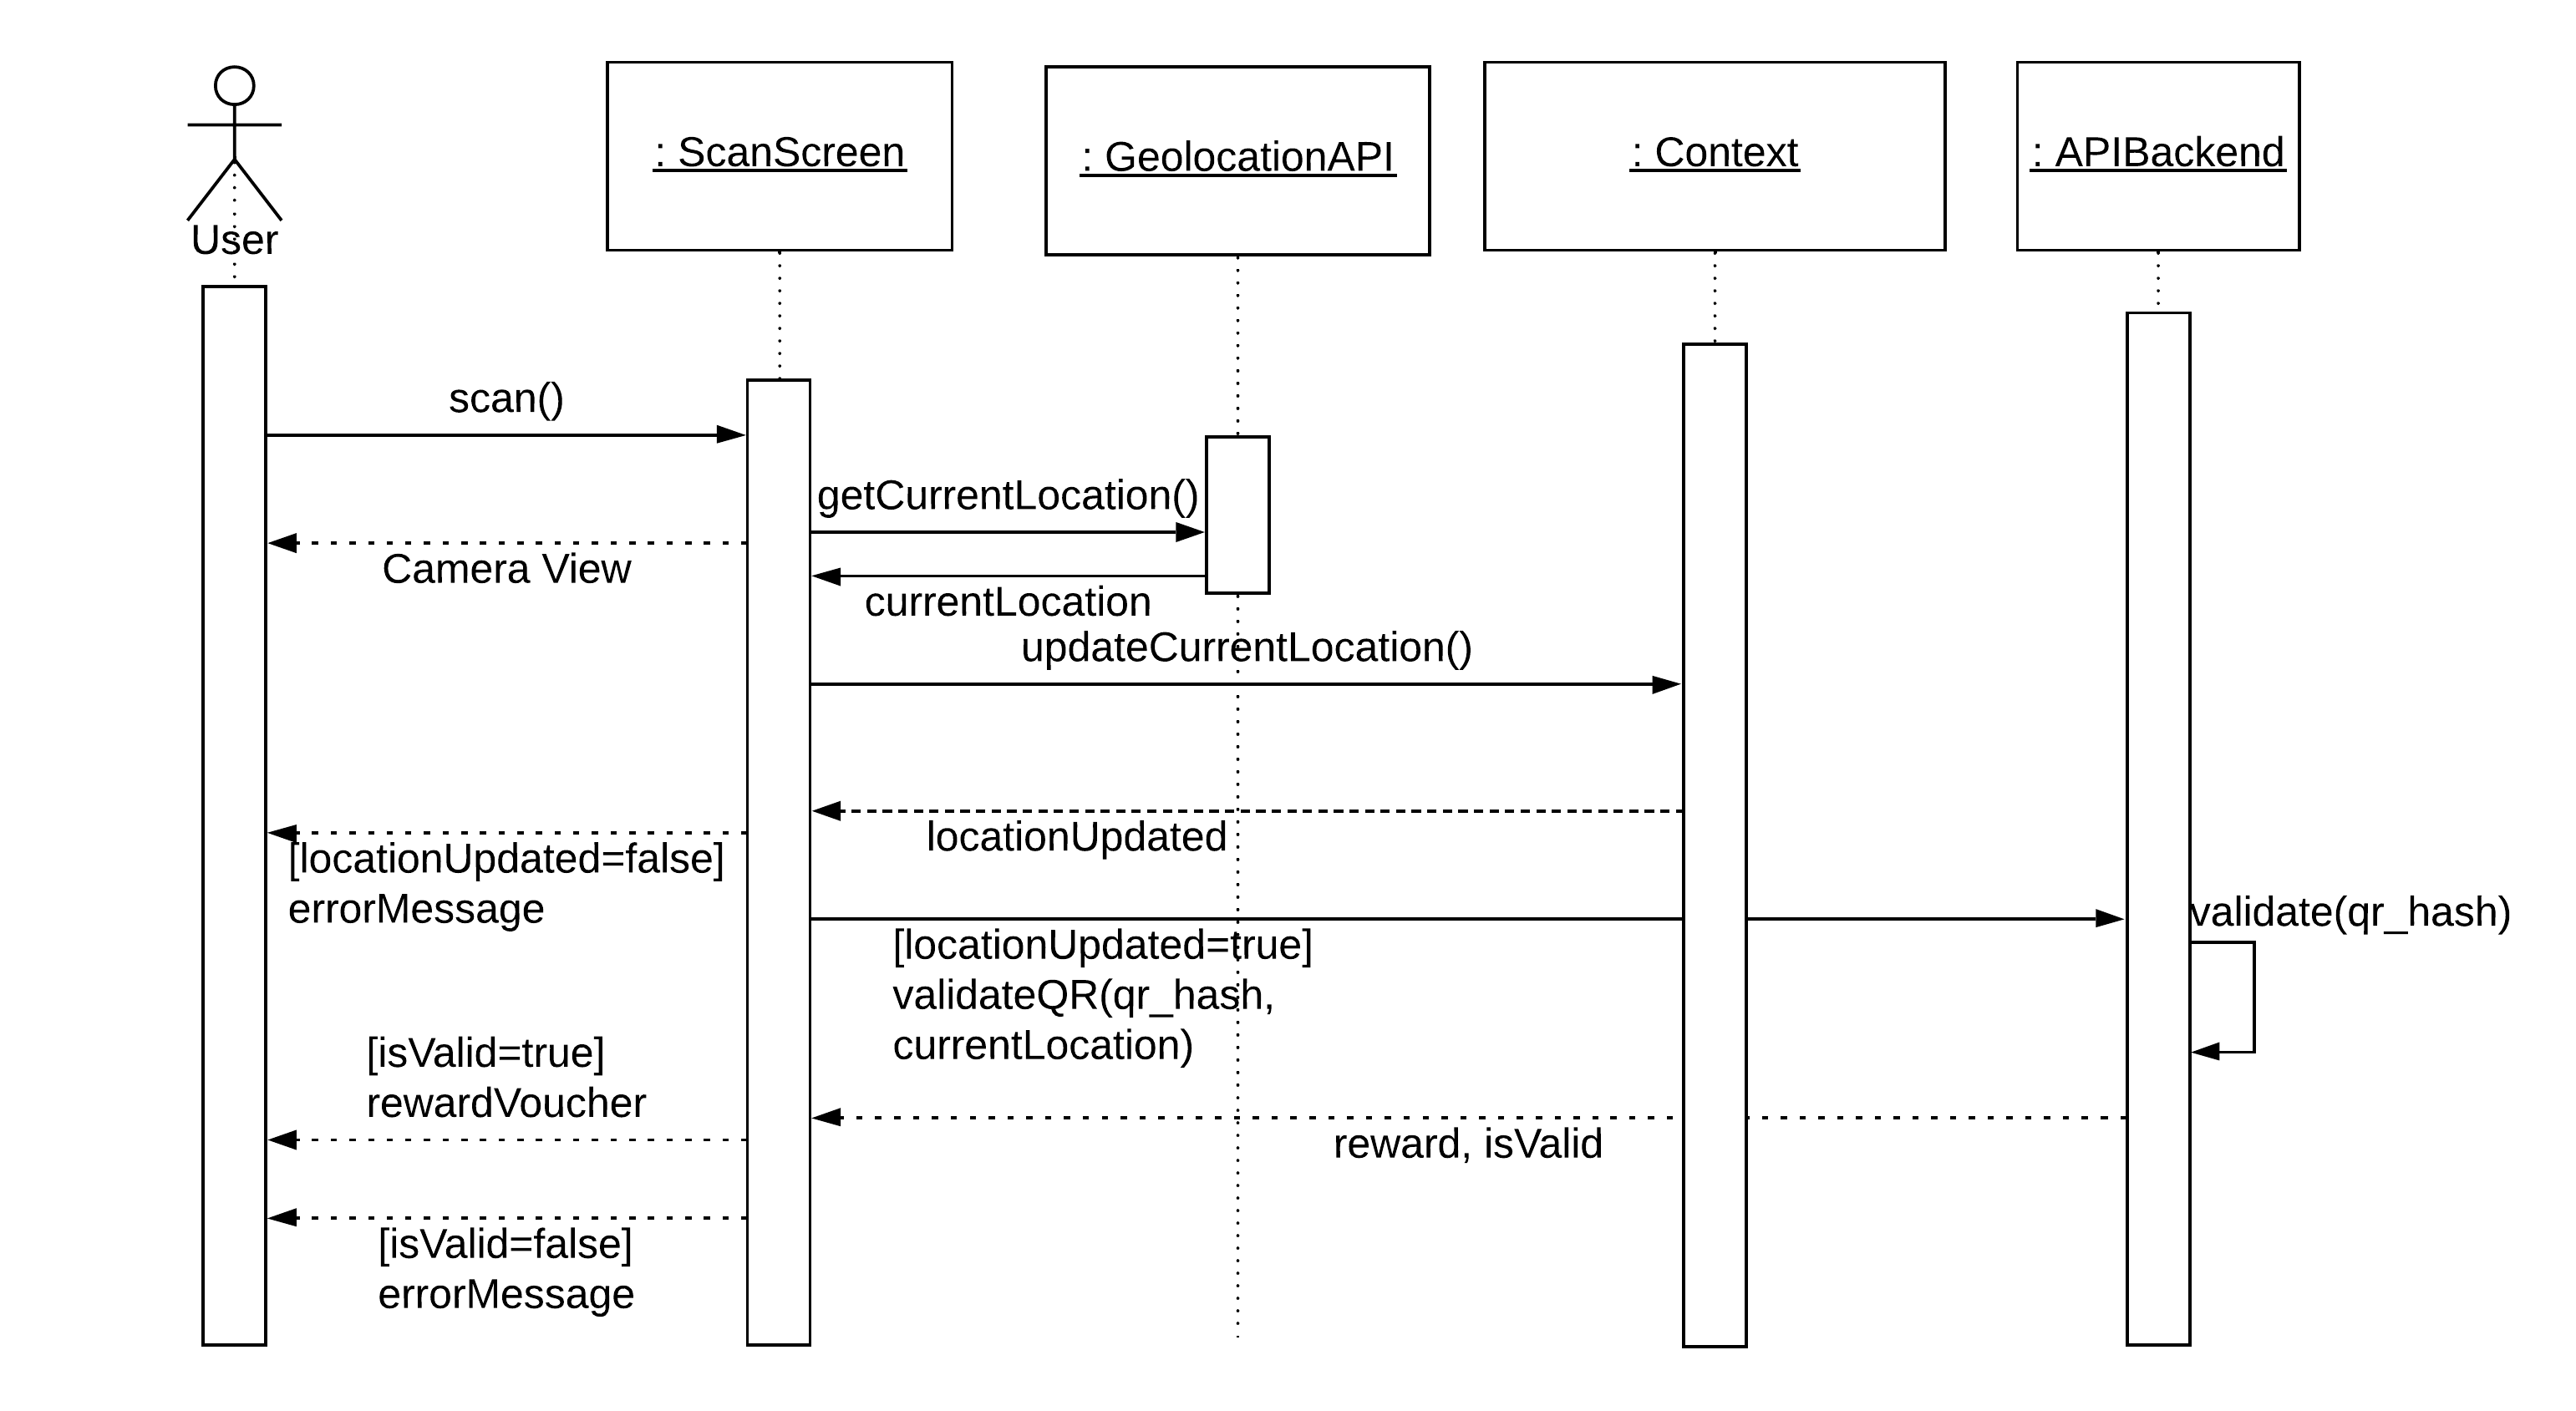 User
: ScanScreen
: GeolocationAPI
: Context
: APIBackend
scan()
getCurrentLocation()
Camera View
currentLocation
updateCurrentLocation()
locationUpdated
[locationUpdated=false]
errorMessage
validate(qr_hash)
[locationUpdated=true]
validateQR(qr_hash,
currentLocation)
[isValid=true]
rewardVoucher
reward, isValid
[isValid=false]
errorMessage